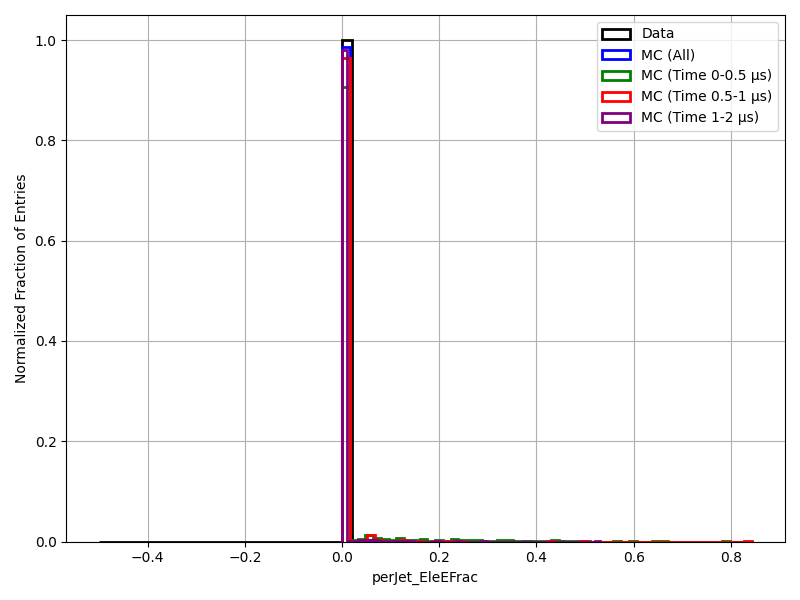 Data
MC (All)
MC (Time 0-0.5 μs)
MC (Time 0.5-1 μs)
MC (Time 1-2 μs)
Normalized Fraction of Entries
1.0
0.8
0.6
0.4
0.2
0.0
−0.4 −0.2 0.0 0.2 0.4 0.6 0.8
perJet_EleEFrac